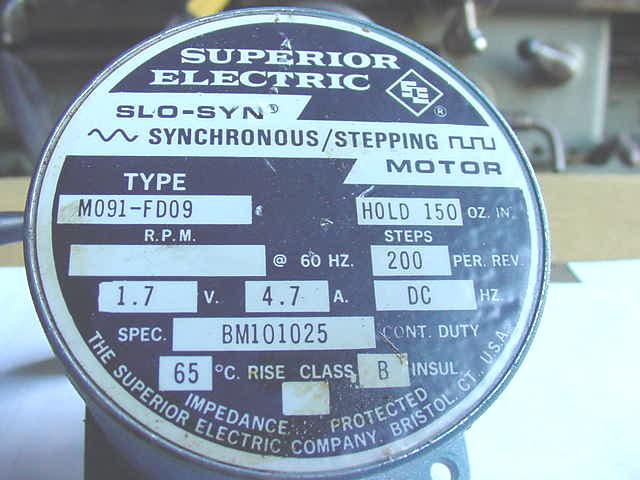 SUPERIOR
ELECTRIC
SE ®
SLO-SYN®
SYNCHRONOUS/STEPPING
MOTOR
TYPE
M091-FD09 HOLD 150 OZ. IN.
R.P.M. STEPS
@ 60 HZ. 200 PER. REV.
1.7 V. 4.7 A. DC HZ.
SPEC. BM101025 CONT. DUTY
65 °C. RISE CLASS B INSUL
IMPEDANCE PROTECTED
THE SUPERIOR ELECTRIC COMPANY, BRISTOL, CT., U.S.A.